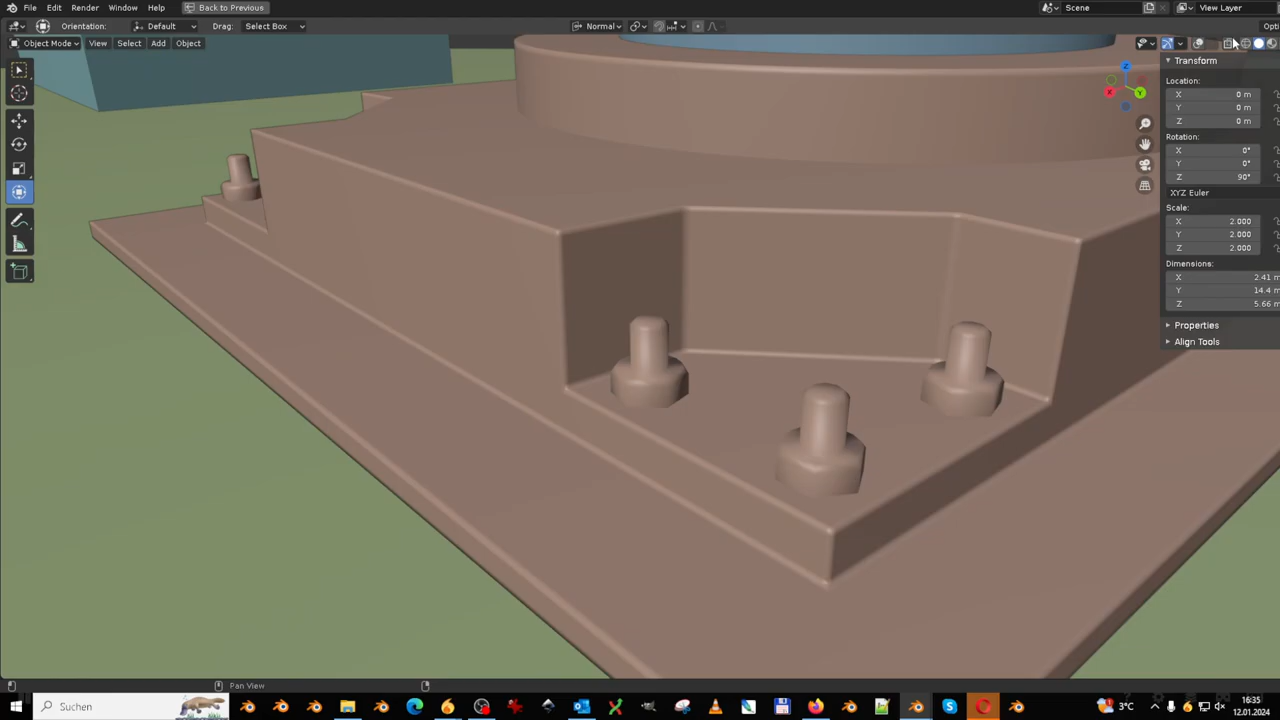 File Edit Render Window Help Back to Previous Scene View Layer
Orientation: Default Drag: Select Box Normal Opt
Object Mode View Select Add Object
Transform
Location:
X 0 m
Y 0 m
Z 0 m
Rotation:
X 0°
Y 0°
Z 90°
XYZ Euler
Scale:
X 2.000
Y 2.000
Z 2.000
Dimensions:
X 2.41 m
Y 14.4 m
Z 5.66 m
Properties
Align Tools
Z
X
Y
Pan View
Suchen
3°C
16:35
12.01.2024